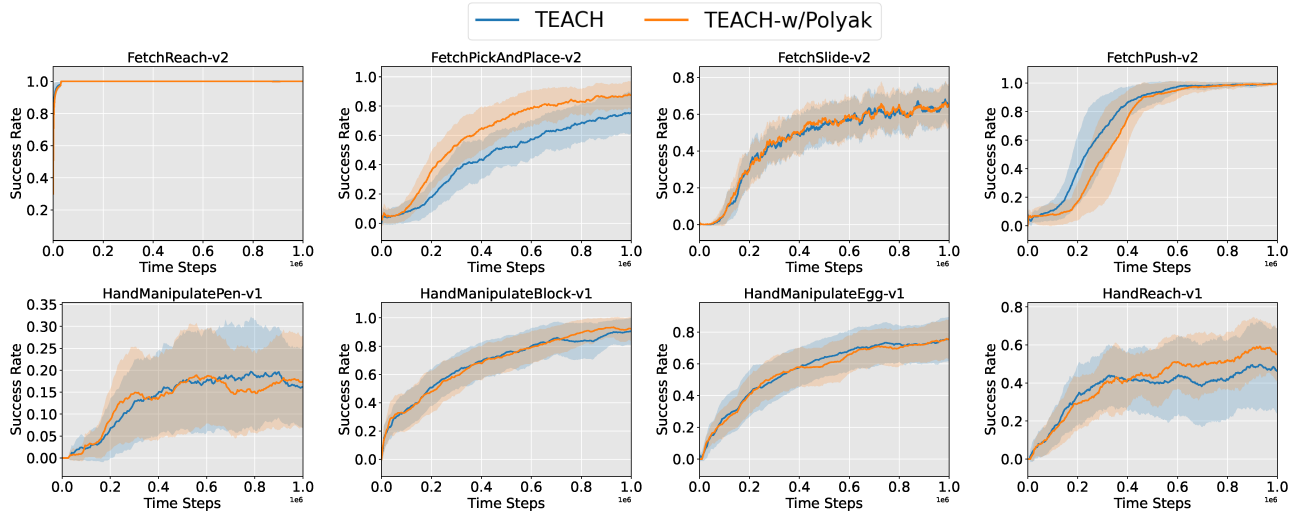 TEACH TEACH-w/Polyak
FetchReach-v2 FetchPickAndPlace-v2 FetchSlide-v2 FetchPush-v2
Success Rate
1.0
0.8
0.6
0.4
0.2
0.0 0.2 0.4 0.6 0.8 1.0
Time Steps 1e6
Success Rate
1.0
0.8
0.6
0.4
0.2
0.0
0.0 0.2 0.4 0.6 0.8 1.0
Time Steps 1e6
Success Rate
0.8
0.6
0.4
0.2
0.0
0.0 0.2 0.4 0.6 0.8 1.0
Time Steps 1e6
Success Rate
1.0
0.8
0.6
0.4
0.2
0.0
0.0 0.2 0.4 0.6 0.8 1.0
Time Steps 1e6
HandManipulatePen-v1 HandManipulateBlock-v1 HandManipulateEgg-v1 HandReach-v1
Success Rate
0.35
0.30
0.25
0.20
0.15
0.10
0.05
0.00
0.0 0.2 0.4 0.6 0.8 1.0
Time Steps 1e6
Success Rate
1.0
0.8
0.6
0.4
0.2
0.0
0.0 0.2 0.4 0.6 0.8 1.0
Time Steps 1e6
Success Rate
0.8
0.6
0.4
0.2
0.0
0.0 0.2 0.4 0.6 0.8 1.0
Time Steps 1e6
Success Rate
0.8
0.6
0.4
0.2
0.0
0.0 0.2 0.4 0.6 0.8 1.0
Time Steps 1e6